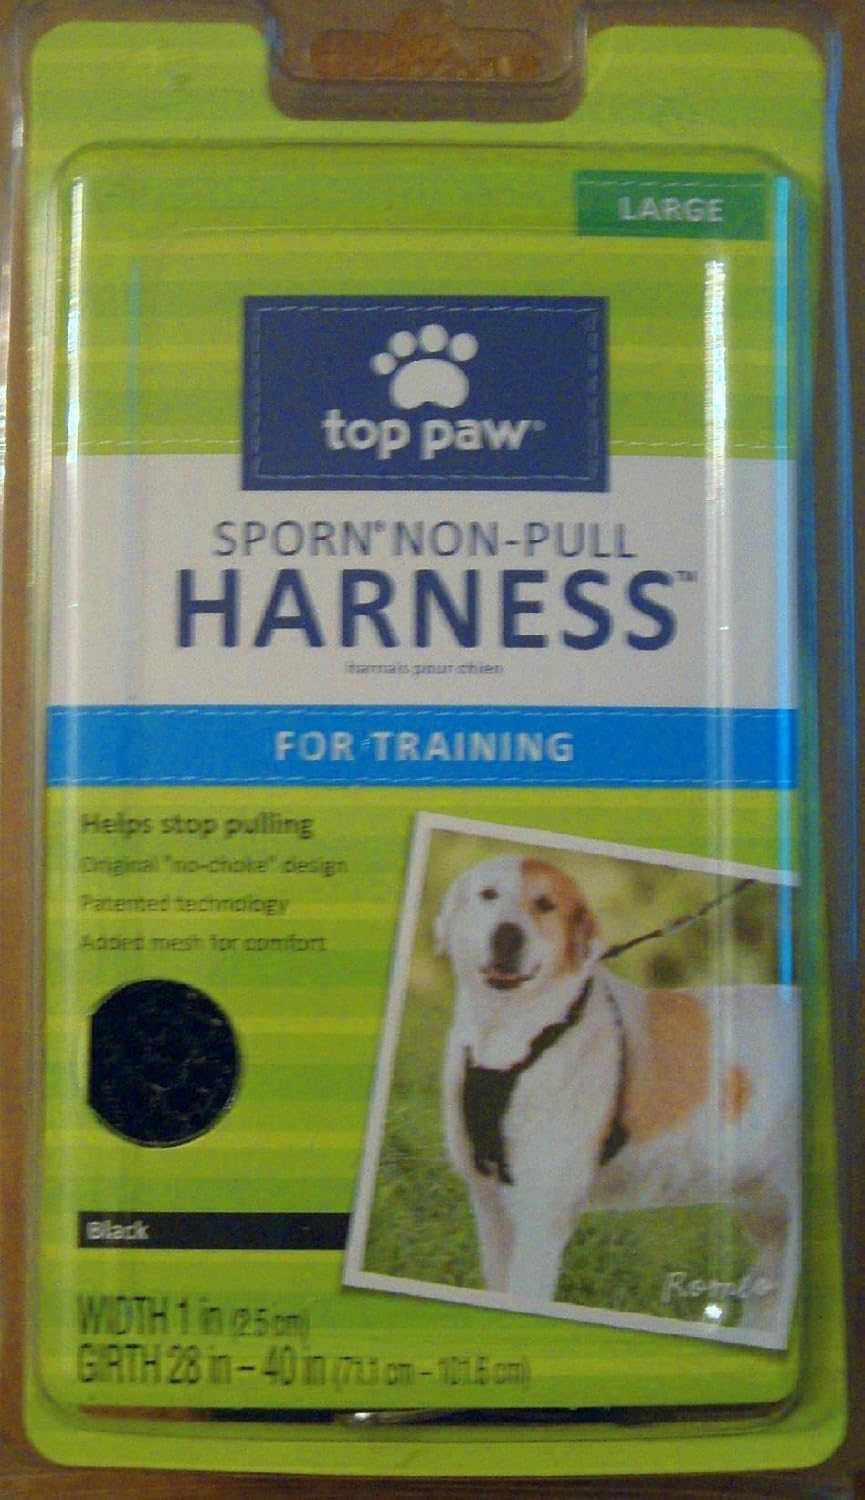 LARGE
top paw®
SPORN® NON-PULL
HARNESS™
harnais pour chien
FOR TRAINING
Helps stop pulling
Original "no-choke" design
Patented technology
Added mesh for comfort
Black
Romeo
WIDTH 1 in (2.5 cm)
GIRTH 28 in – 40 in (71.1 cm – 101.6 cm)